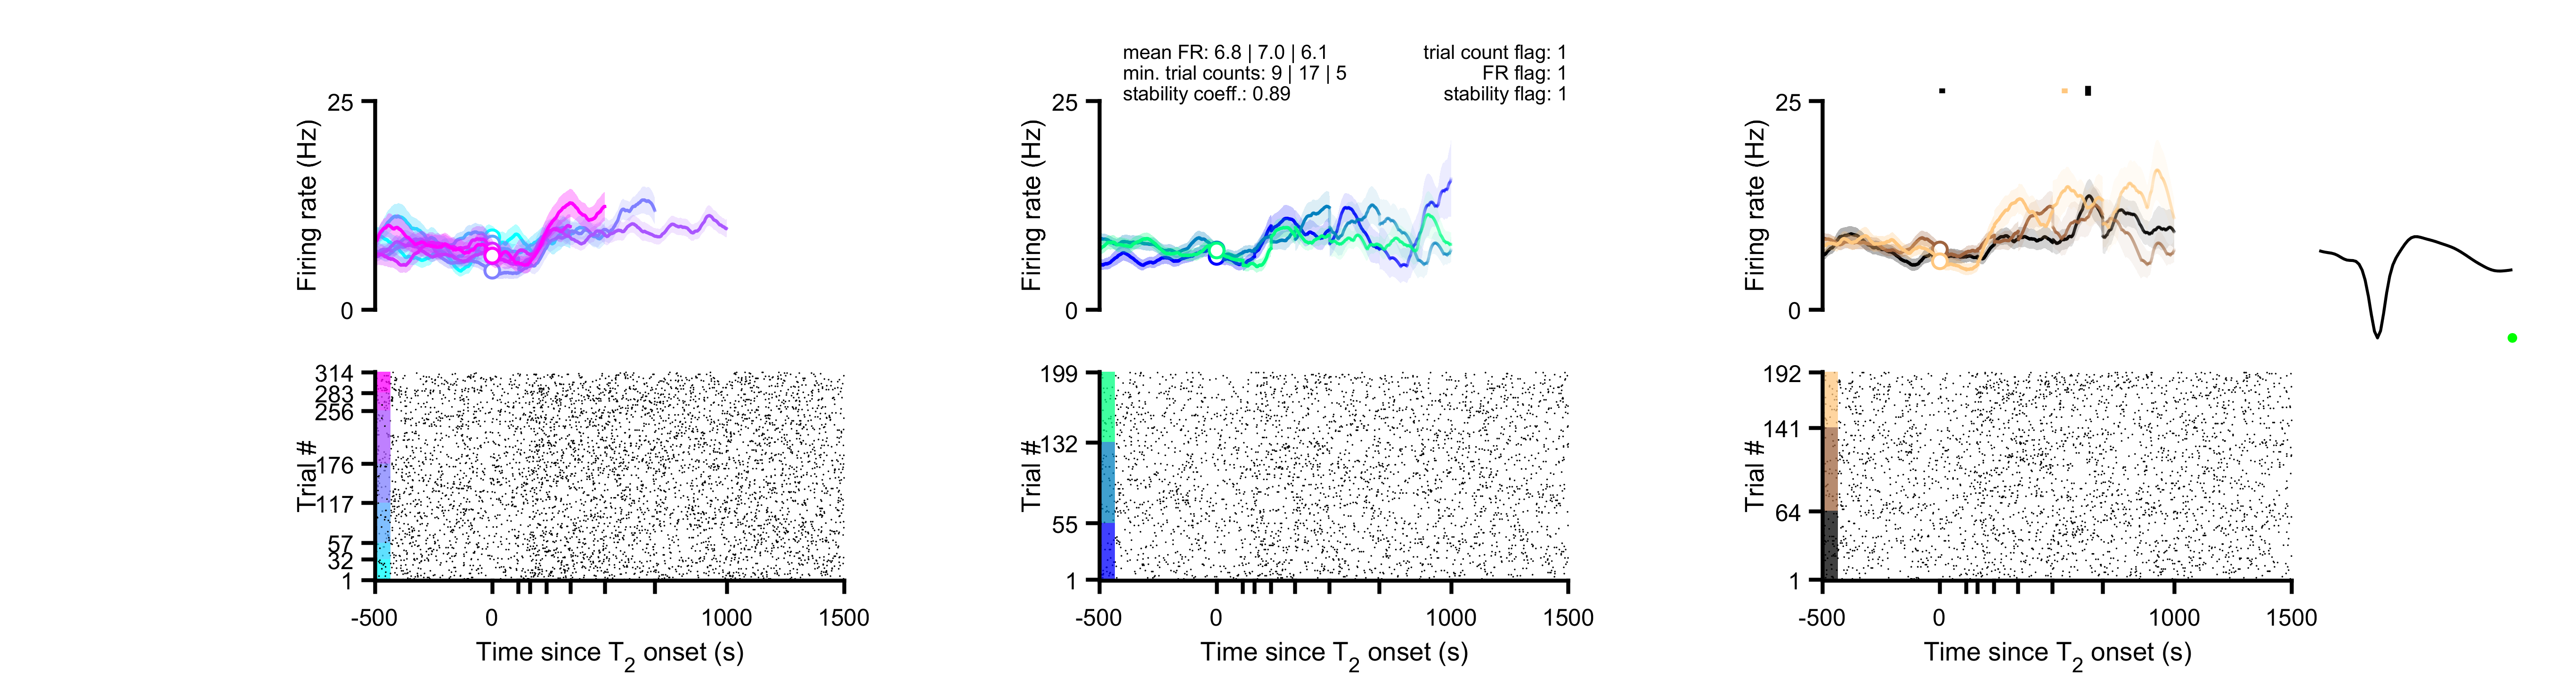 mean FR: 6.8 | 7.0 | 6.1
min. trial counts: 9 | 17 | 5
stability coeff.: 0.89
trial count flag: 1
FR flag: 1
stability flag: 1
25
Firing rate (Hz)
0
314
283
256
176
117
57
32
1
Trial #
-500
0
1000
1500
Time since T2 onset (s)
25
Firing rate (Hz)
0
199
132
55
1
Trial #
-500
0
1000
1500
Time since T2 onset (s)
25
Firing rate (Hz)
0
192
141
64
1
Trial #
-500
0
1000
1500
Time since T2 onset (s)